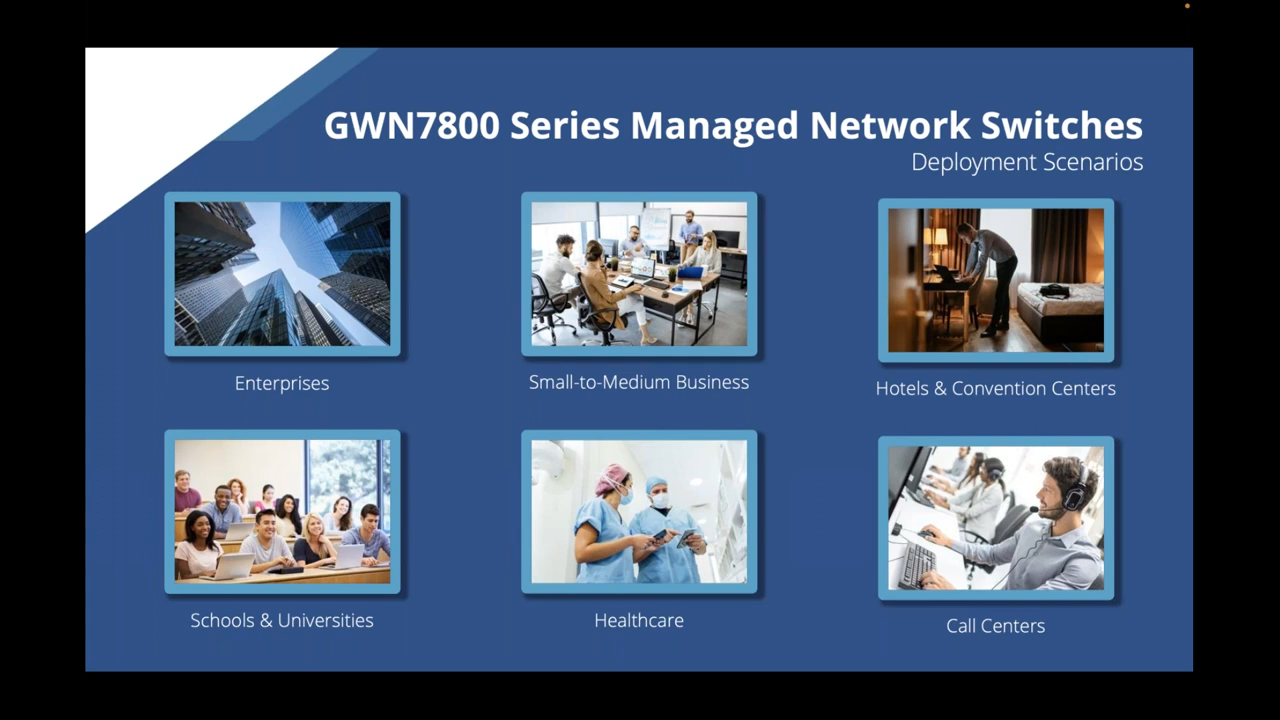 GWN7800 Series Managed Network Switches
Deployment Scenarios
Enterprises
Small-to-Medium Business
Hotels & Convention Centers
Schools & Universities
Healthcare
Call Centers